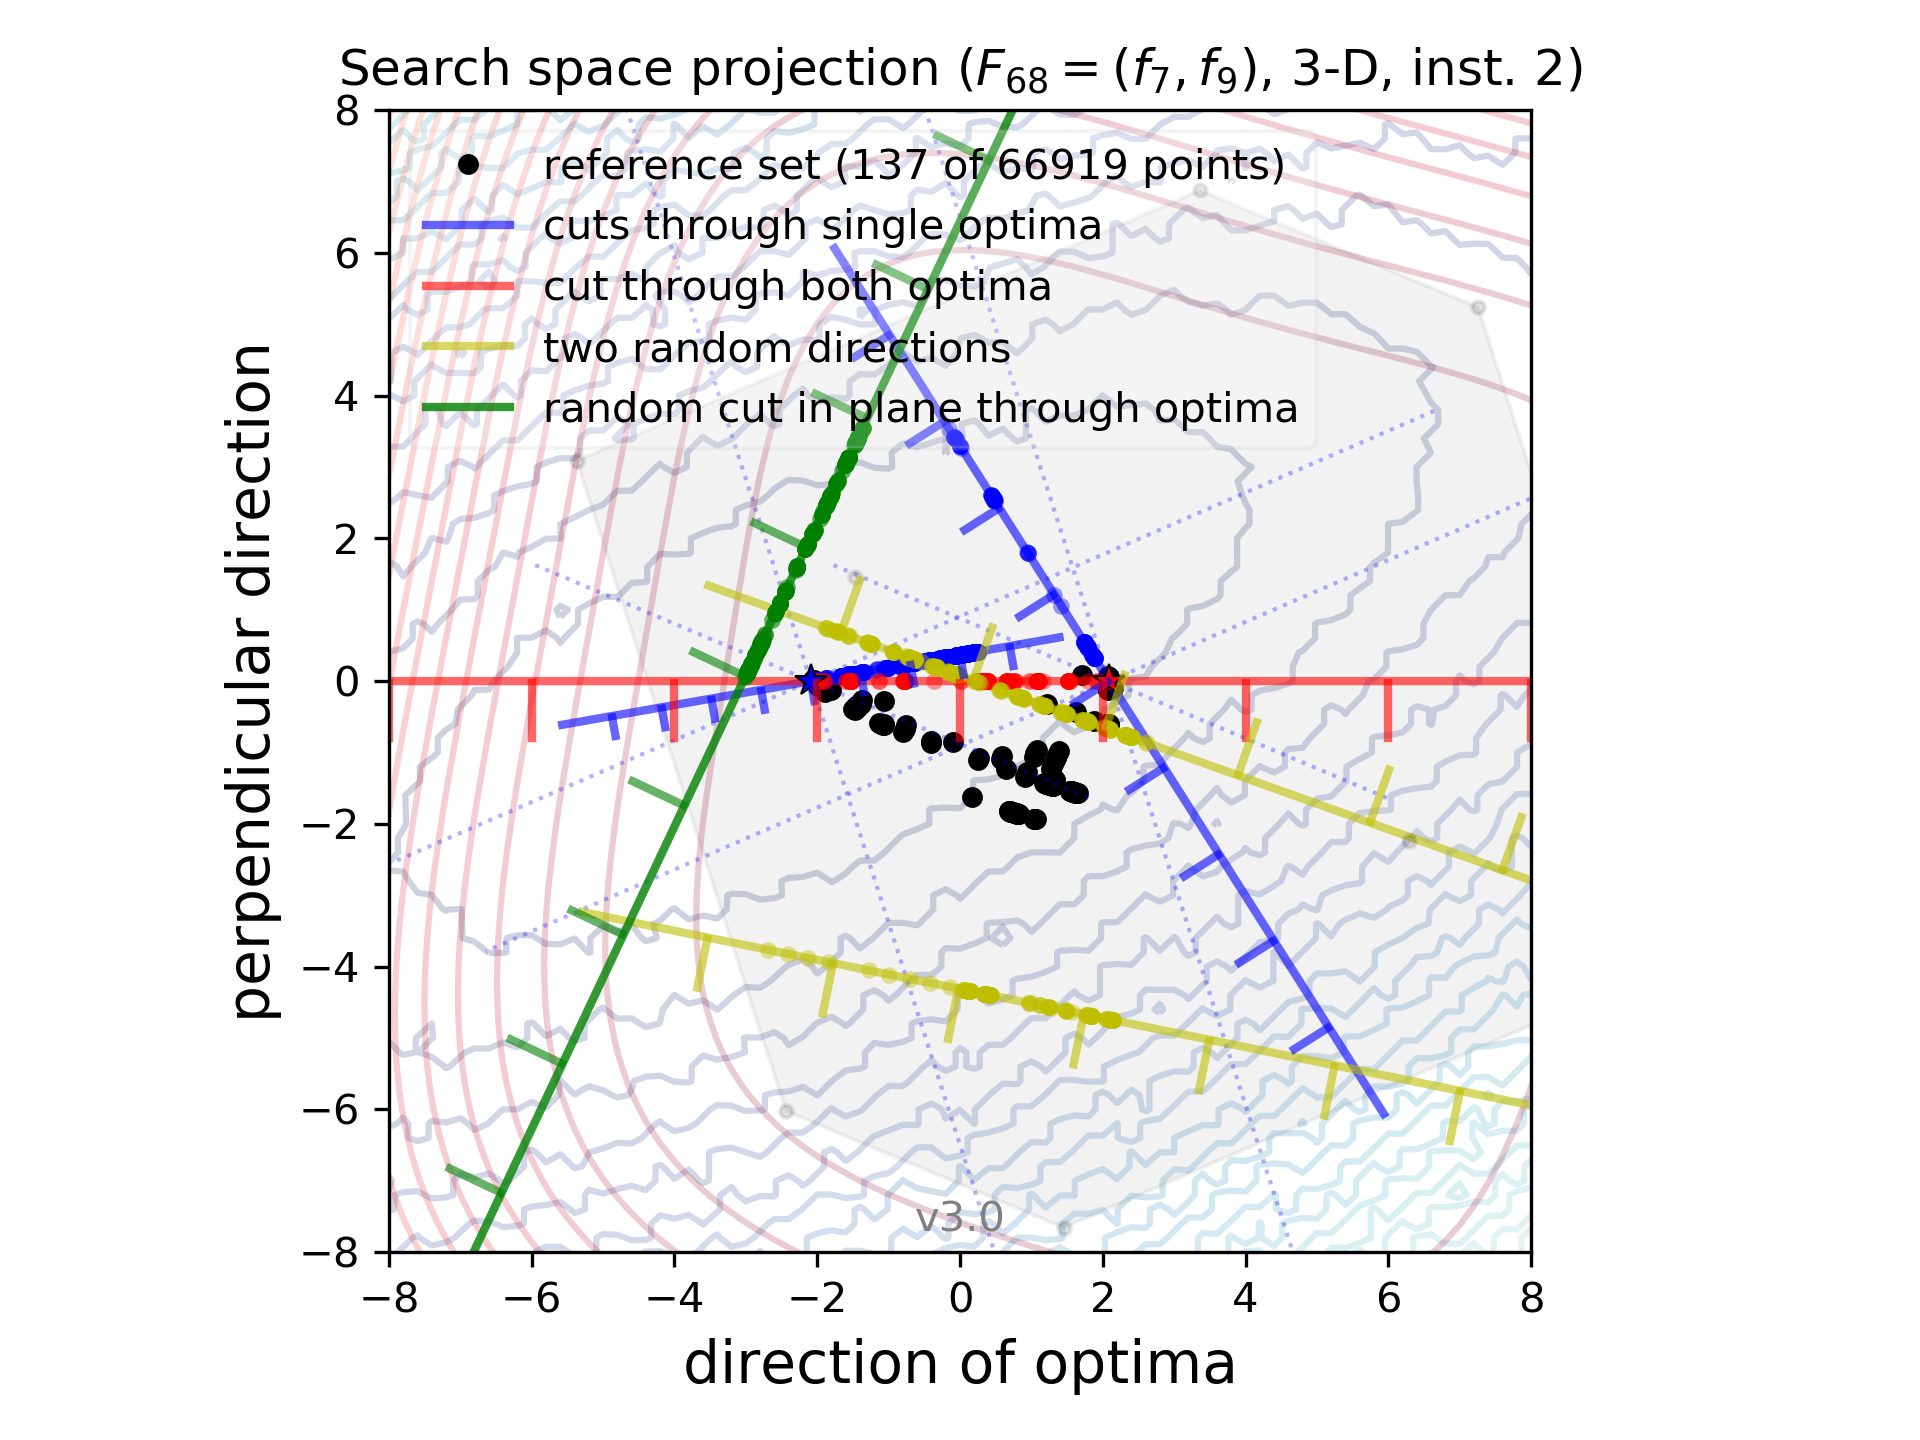 Search space projection (F₆₈ = (f₇, f₉), 3-D, inst. 2)
reference set (137 of 66919 points)
cuts through single optima
cut through both optima
two random directions
random cut in plane through optima
perpendicular direction
8
6
4
2
0
−2
−4
−6
−8
v3.0
−8 −6 −4 −2 0 2 4 6 8
direction of optima